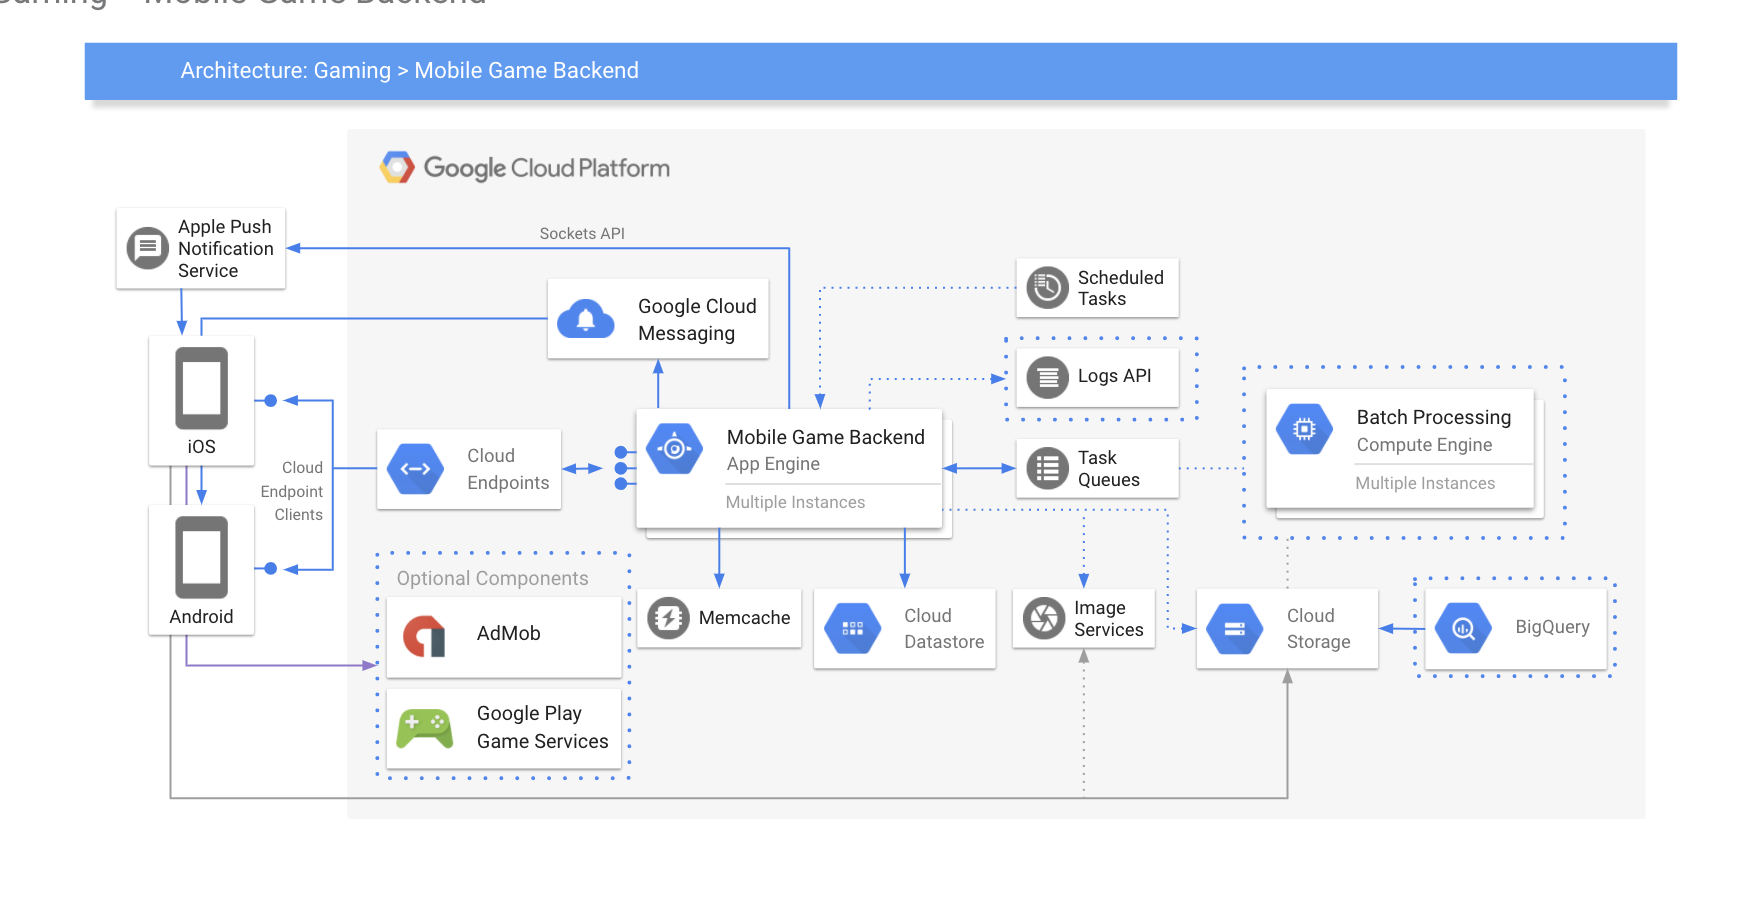 Gaming > Mobile Game Backend
Architecture: Gaming > Mobile Game Backend
Google Cloud Platform
Apple Push
Notification
Service
Sockets API
Google Cloud
Messaging
Scheduled
Tasks
Logs API
iOS
Cloud
Endpoint
Clients
Cloud
Endpoints
Mobile Game Backend
App Engine
Multiple Instances
Task
Queues
Batch Processing
Compute Engine
Multiple Instances
Android
Optional Components
AdMob
Google Play
Game Services
Memcache
Cloud
Datastore
Image
Services
Cloud
Storage
BigQuery